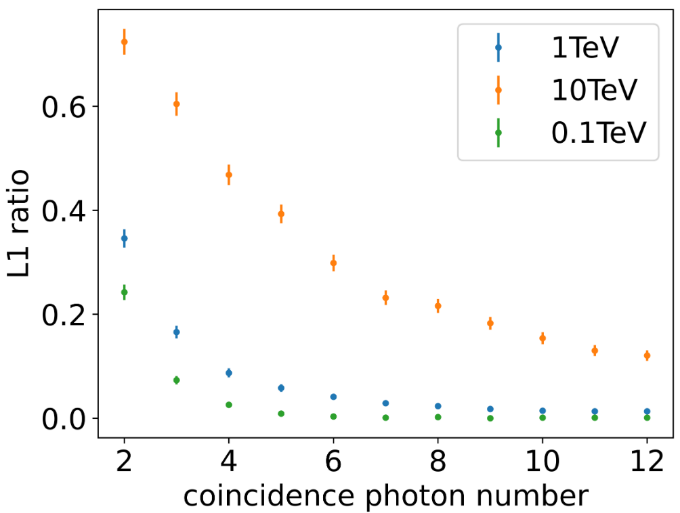 1TeV
10TeV
0.1TeV
L1 ratio
0.6
0.4
0.2
0.0
2 4 6 8 10 12
coincidence photon number